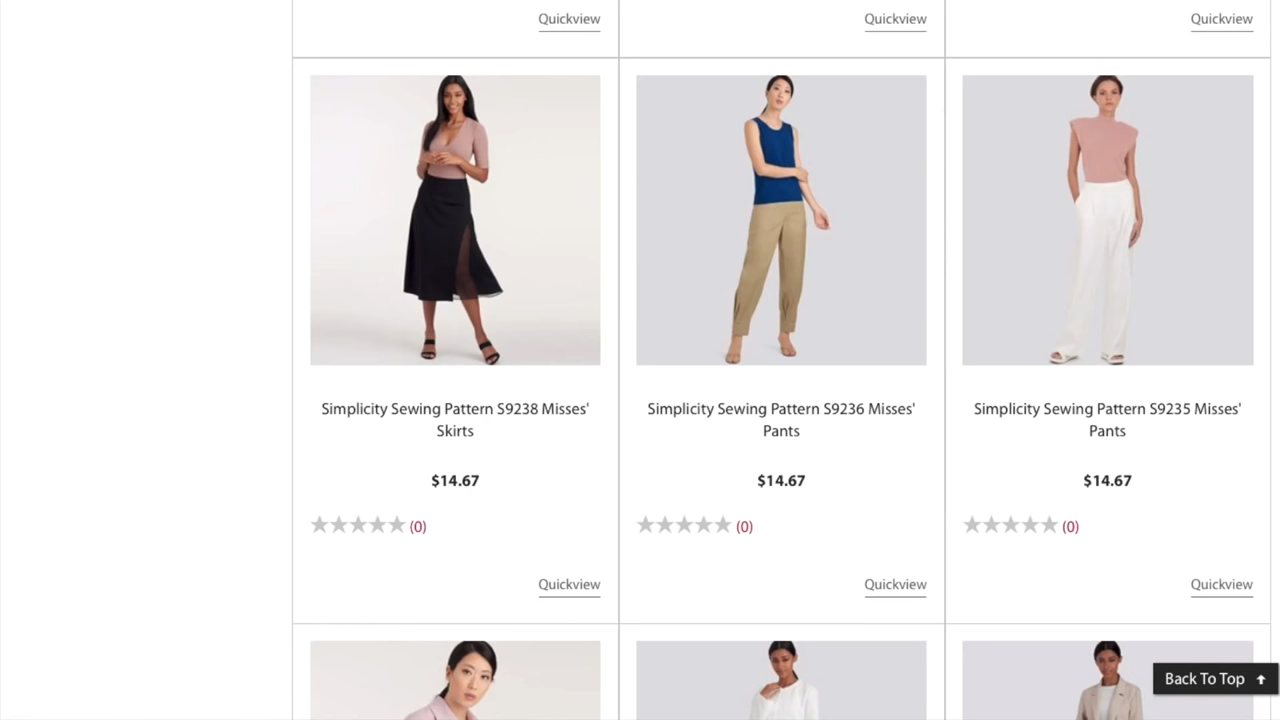 Quickview
Quickview
Quickview
Simplicity Sewing Pattern S9238 Misses'
Skirts
$14.67
(0)
Quickview
Simplicity Sewing Pattern S9236 Misses'
Pants
$14.67
(0)
Quickview
Simplicity Sewing Pattern S9235 Misses'
Pants
$14.67
(0)
Quickview
Back To Top